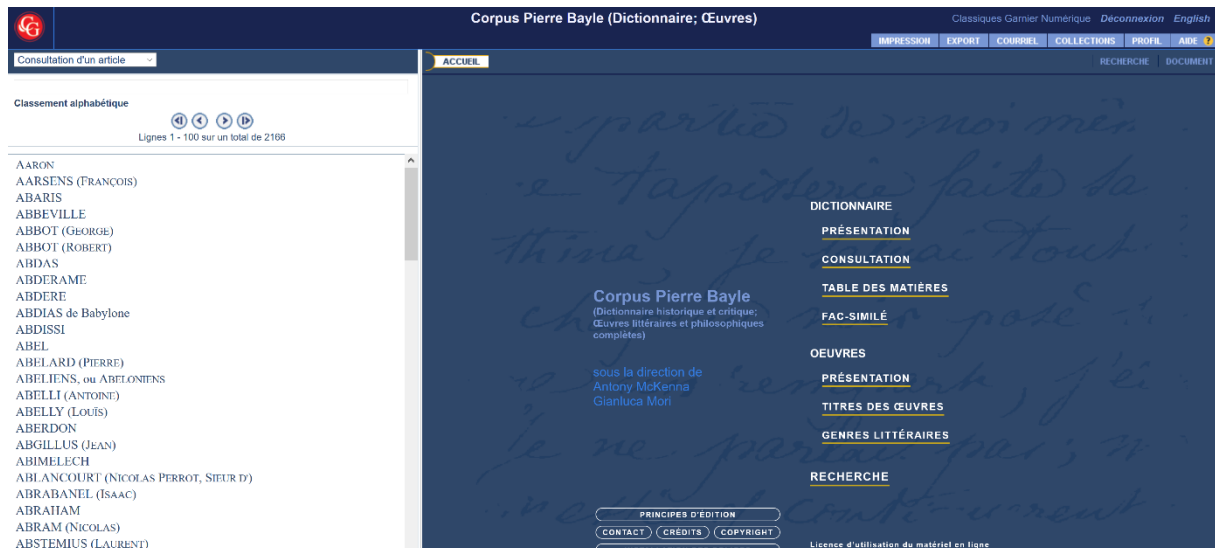 CG
Corpus Pierre Bayle (Dictionnaire; Œuvres)
Classiques Garnier Numérique Déconnexion English
IMPRESSION EXPORT COURRIEL COLLECTIONS PROFIL AIDE ?
Consultation d'un article
ACCUEIL
RECHERCHE DOCUMENT
Classement alphabétique
Lignes 1 - 100 sur un total de 2166
AARON
AARSENS (FRANÇOIS)
ABARIS
ABBEVILLE
ABBOT (GEORGE)
ABBOT (ROBERT)
ABDAS
ABDERAME
ABDERE
ABDIAS de Babylone
ABDISSI
ABEL
ABELARD (PIERRE)
ABELIENS, ou ABELONIENS
ABELLI (ANTOINE)
ABELLY (LOUÏS)
ABERDON
ABGILLUS (JEAN)
ABIMELECH
ABLANCOURT (NICOLAS PERROT, SIEUR D')
ABRABANEL (ISAAC)
ABRAHAM
ABRAM (NICOLAS)
ABSTEMIUS (LAURENT)
Corpus Pierre Bayle
(Dictionnaire historique et critique;
Œuvres littéraires et philosophiques
complètes)
sous la direction de
Antony McKenna
Gianluca Mori
DICTIONNAIRE
PRÉSENTATION
CONSULTATION
TABLE DES MATIÈRES
FAC-SIMILÉ
OEUVRES
PRÉSENTATION
TITRES DES ŒUVRES
GENRES LITTÉRAIRES
RECHERCHE
PRINCIPES D'ÉDITION
CONTACT CRÉDITS COPYRIGHT
Licence d'utilisation du matériel en ligne